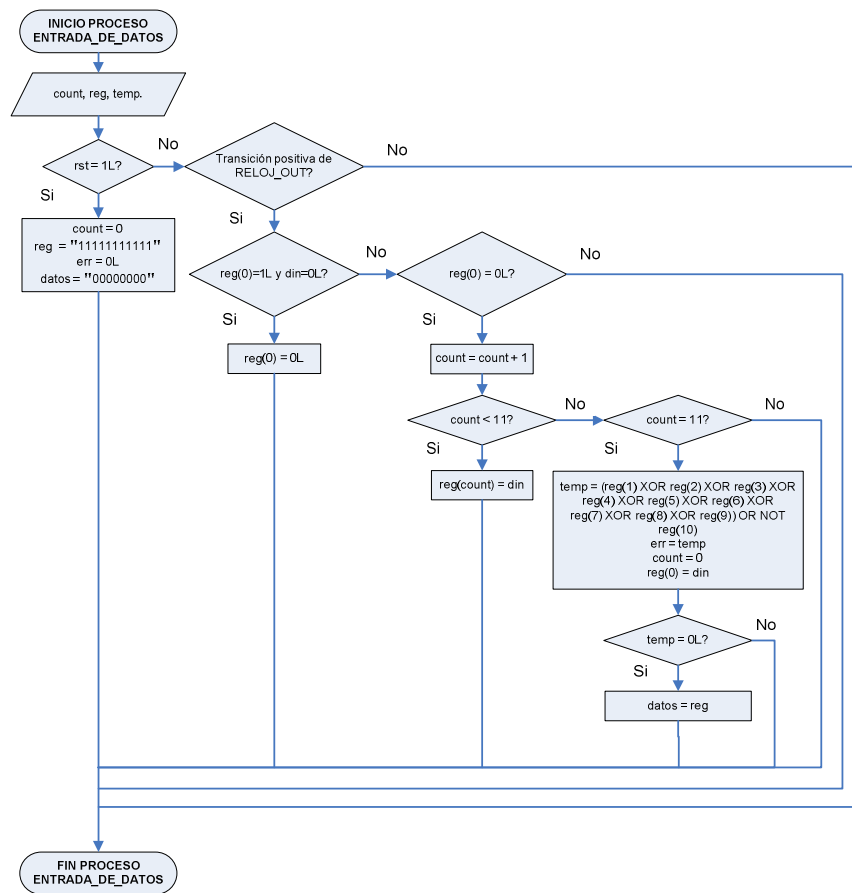 INICIO PROCESO
ENTRADA_DE_DATOS
count, reg, temp.
rst = 1L?
No
Transición positiva de
RELOJ_OUT?
No
Si
count = 0
reg = "11111111111"
err = 0L
datos = "00000000"
Si
reg(0)=1L y din=0L?
No
reg(0) = 0L?
No
Si
reg(0) = 0L
Si
count = count + 1
count < 11?
No
count = 11?
No
Si
reg(count) = din
Si
temp = (reg(1) XOR reg(2) XOR reg(3) XOR
reg(4) XOR reg(5) XOR reg(6) XOR
reg(7) XOR reg(8) XOR reg(9)) OR NOT
reg(10)
err = temp
count = 0
reg(0) = din
temp = 0L?
No
Si
datos = reg
FIN PROCESO
ENTRADA_DE_DATOS